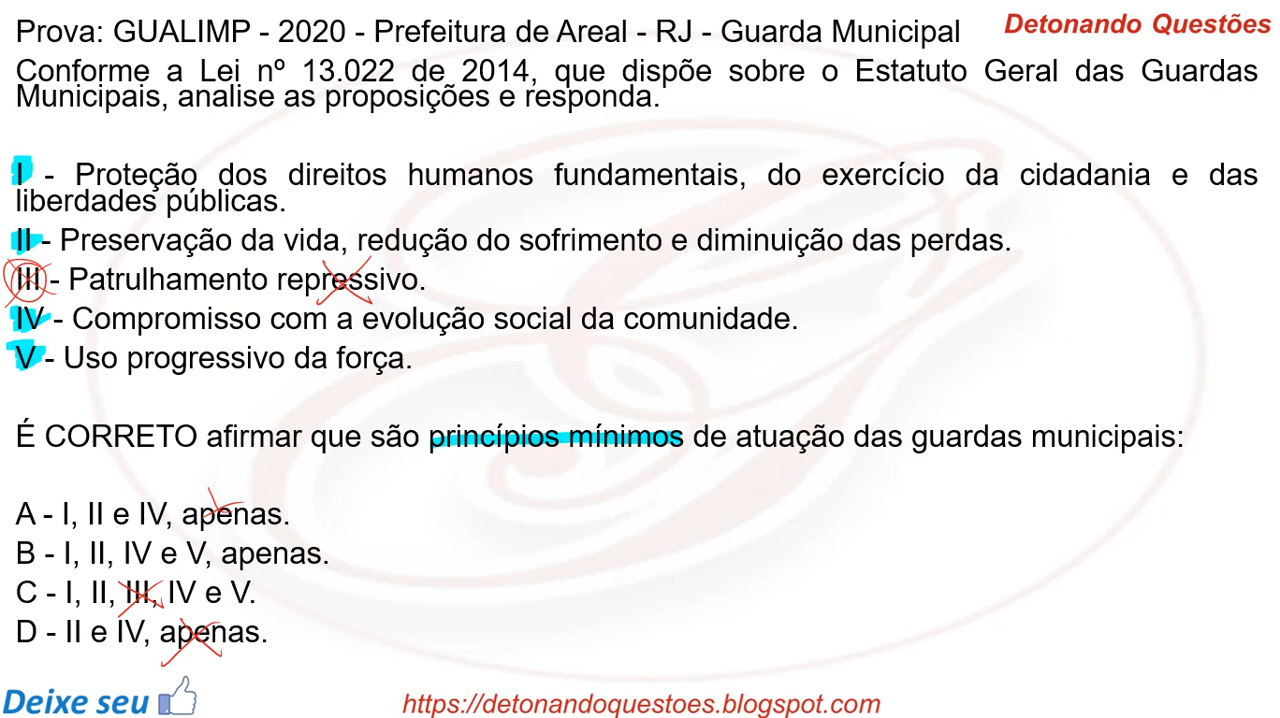 Prova: GUALIMP - 2020 - Prefeitura de Areal - RJ - Guarda Municipal
Detonando Questões
Conforme a Lei nº 13.022 de 2014, que dispõe sobre o Estatuto Geral das Guardas
Municipais, analise as proposições e responda.
I - Proteção dos direitos humanos fundamentais, do exercício da cidadania e das
liberdades públicas.
II - Preservação da vida, redução do sofrimento e diminuição das perdas.
III - Patrulhamento repressivo.
IV - Compromisso com a evolução social da comunidade.
V - Uso progressivo da força.
É CORRETO afirmar que são princípios mínimos de atuação das guardas municipais:
A - I, II e IV, apenas.
B - I, II, IV e V, apenas.
C - I, II, III, IV e V.
D - II e IV, apenas.
Deixe seu
https://detonandoquestoes.blogspot.com